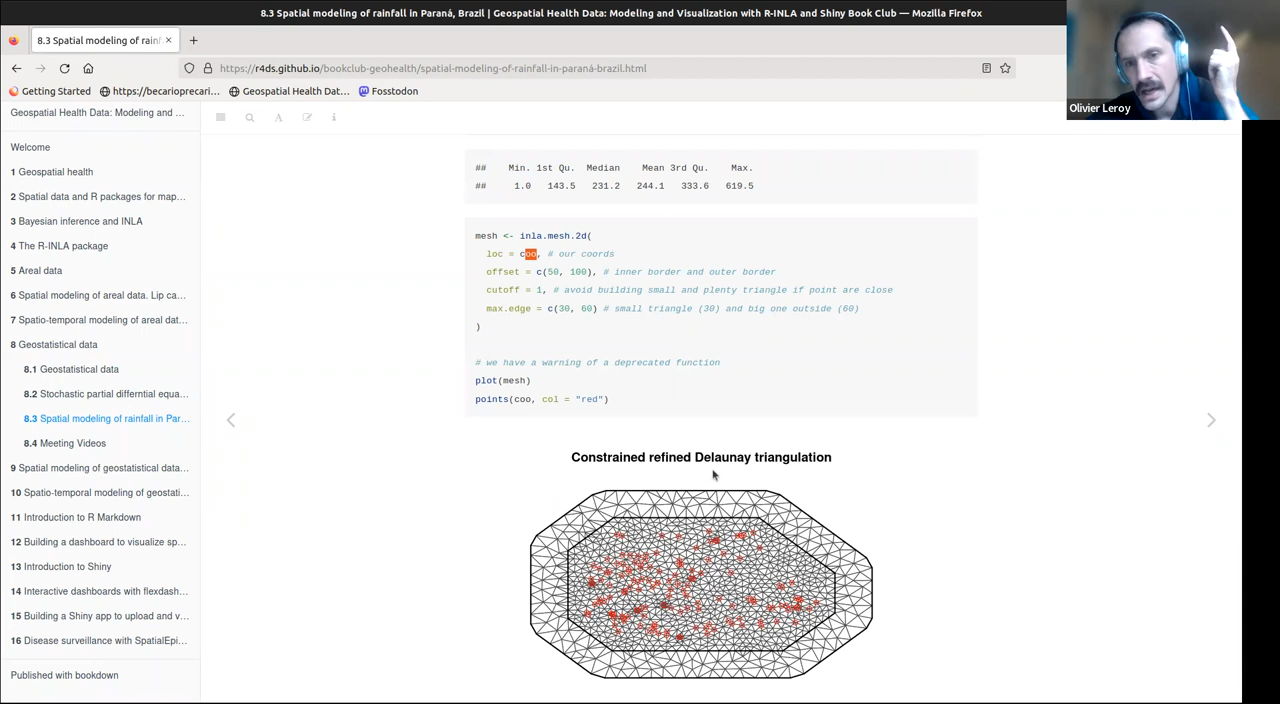 8.3 Spatial modeling of rainfall in Paraná, Brazil | Geospatial Health Data: Modeling and Visualization with R-INLA and Shiny Book Club — Mozilla Firefox
8.3 Spatial modeling of rainf
https://r4ds.github.io/bookclub-geohealth/spatial-modeling-of-rainfall-in-paraná-brazil.html
Getting Started
https://becarioprecari…
Geospatial Health Dat…
Fosstodon
Olivier Leroy
Geospatial Health Data: Modeling and …
Welcome
1 Geospatial health
2 Spatial data and R packages for map…
3 Bayesian inference and INLA
4 The R-INLA package
5 Areal data
6 Spatial modeling of areal data. Lip ca…
7 Spatio-temporal modeling of areal dat…
8 Geostatistical data
8.1 Geostatistical data
8.2 Stochastic partial differntial equa…
8.3 Spatial modeling of rainfall in Par…
8.4 Meeting Videos
9 Spatial modeling of geostatistical data…
10 Spatio-temporal modeling of geostati…
11 Introduction to R Markdown
12 Building a dashboard to visualize sp…
13 Introduction to Shiny
14 Interactive dashboards with flexdash…
15 Building a Shiny app to upload and v…
16 Disease surveillance with SpatialEpi…
Published with bookdown
## Min. 1st Qu. Median Mean 3rd Qu. Max.
## 1.0 143.5 231.2 244.1 333.6 619.5
mesh <- inla.mesh.2d(
loc = coo, # our coords
offset = c(50, 100), # inner border and outer border
cutoff = 1, # avoid building small and plenty triangle if point are close
max.edge = c(30, 60) # small triangle (30) and big one outside (60)
)
# we have a warning of a deprecated function
plot(mesh)
points(coo, col = "red")
Constrained refined Delaunay triangulation